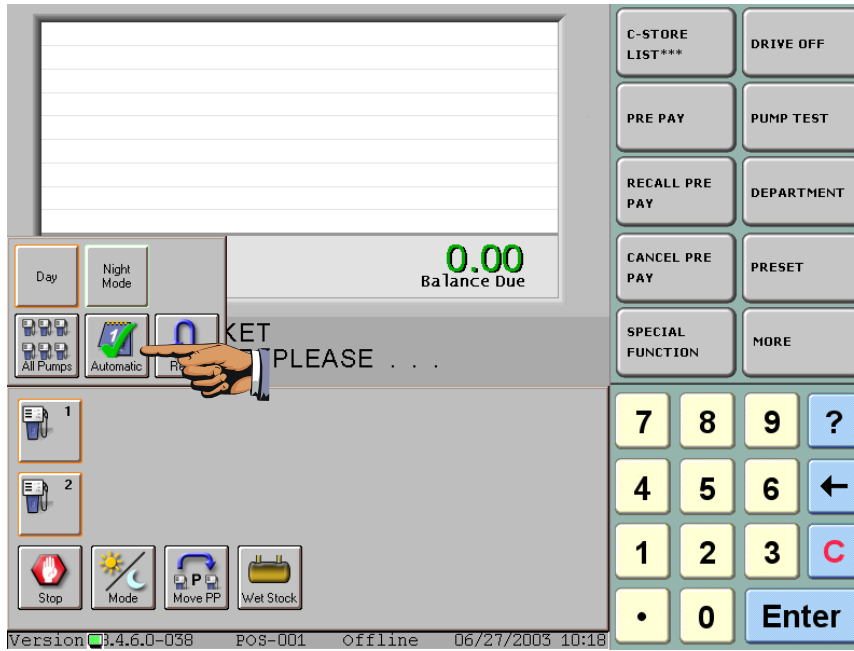 0.00
Balance Due
Day
Night
Mode
All Pumps
Automatic
KET
PLEASE . . .
1
2
Stop
Mode
P
Move PP
Wet Stock
Version 3.4.6.0-038 POS-001 Offline 06/27/2003 10:18
C-STORE
LIST***
DRIVE OFF
PRE PAY
PUMP TEST
RECALL PRE
PAY
DEPARTMENT
CANCEL PRE
PAY
PRESET
SPECIAL
FUNCTION
MORE
7 8 9 ?
4 5 6 ←
1 2 3 C
• 0 Enter